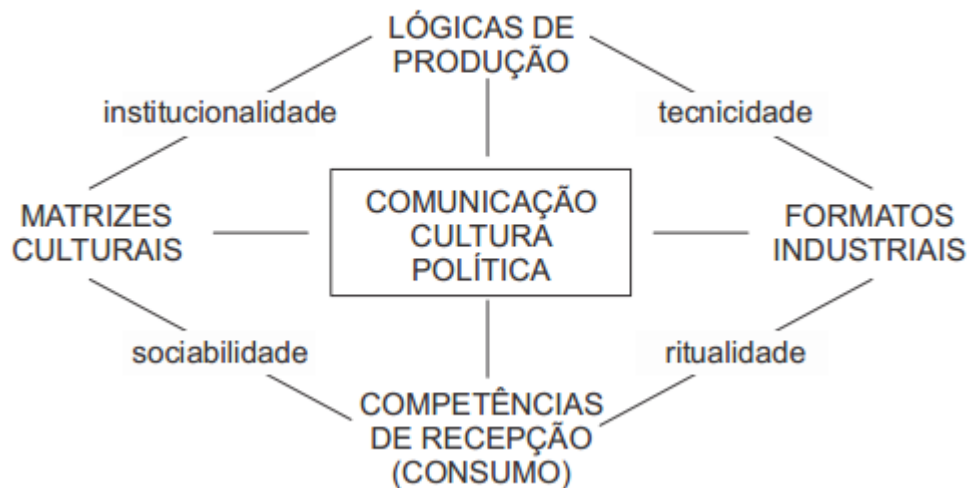 LÓGICAS DE
PRODUÇÃO
institucionalidade
tecnicidade
MATRIZES
CULTURAIS
COMUNICAÇÃO
CULTURA
POLÍTICA
FORMATOS
INDUSTRIAIS
sociabilidade
ritualidade
COMPETÊNCIAS
DE RECEPÇÃO
(CONSUMO)